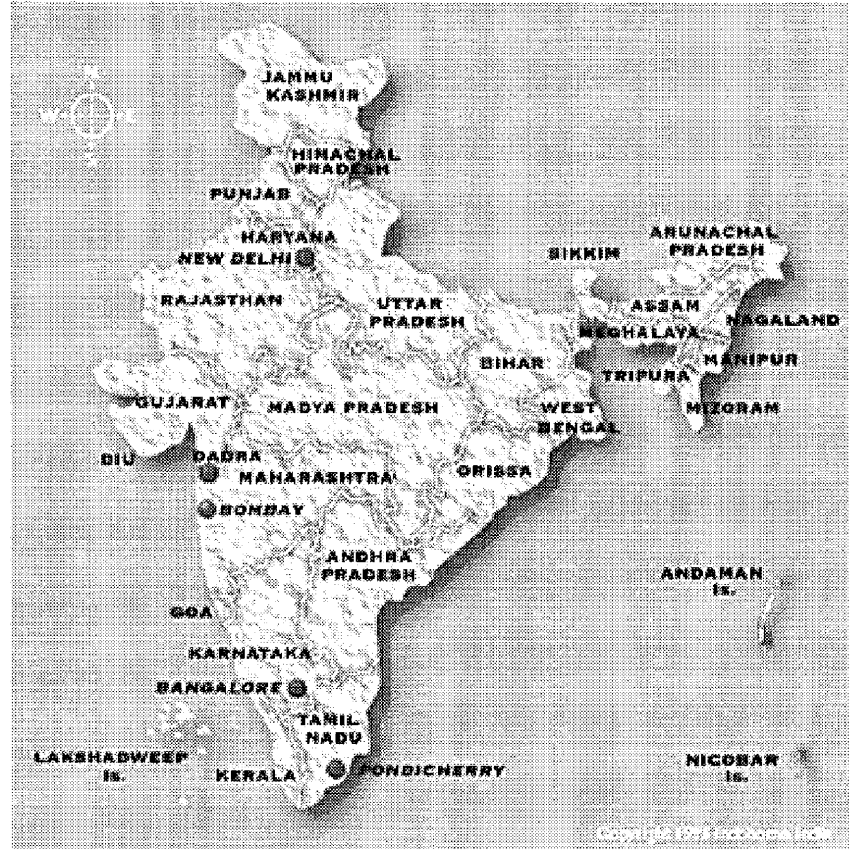 JAMMU
KASHMIR
N
W
E
S
HIMACHAL
PRADESH
PUNJAB
HARYANA
NEW DELHI
ARUNACHAL
PRADESH
SIKKIM
RAJASTHAN
UTTAR
PRADESH
ASSAM
NAGALAND
MEGHALAYA
BIHAR
MANIPUR
TRIPURA
GUJARAT
MADYA PRADESH
WEST
BENGAL
MIZORAM
DIU
DADRA
MAHARASHTRA
ORISSA
BOMBAY
ANDHRA
PRADESH
ANDAMAN
Is.
GOA
KARNATAKA
BANGALORE
TAMIL
NADU
LAKSHADWEEP
Is.
KERALA
PONDICHERRY
NICOBAR
Is.
Copyright